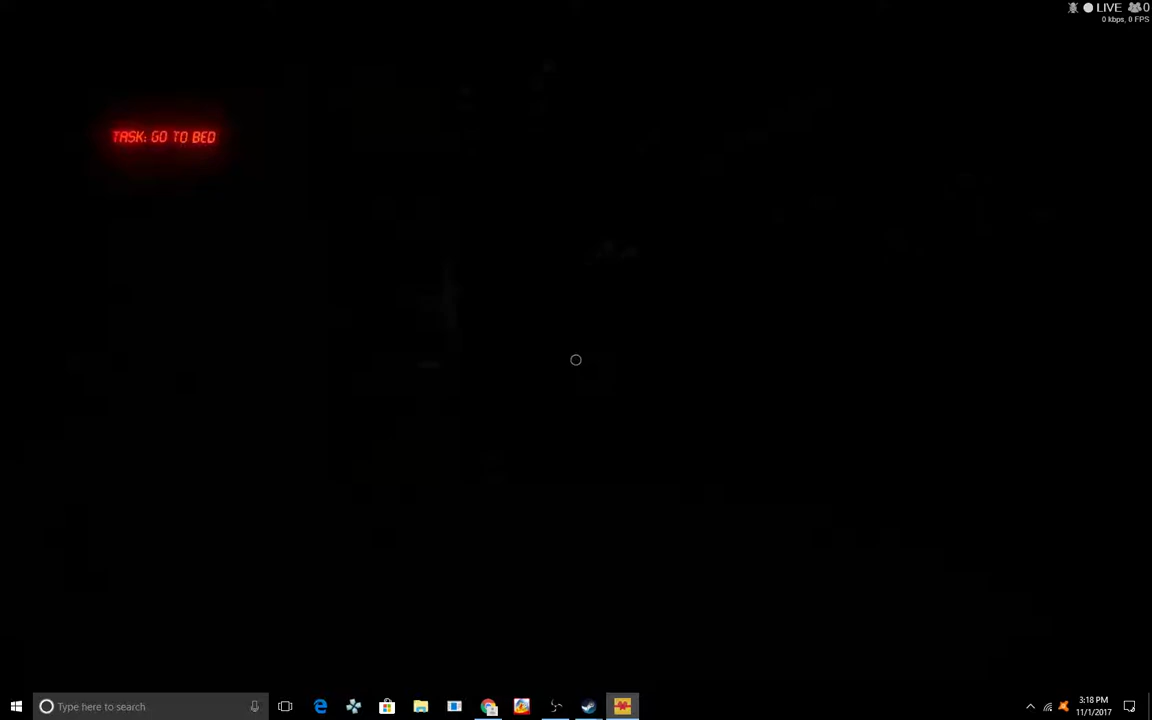 LIVE 0
0 kbps, 0 FPS
TASK: GO TO BED
Type here to search
3:18 PM
11/1/2017